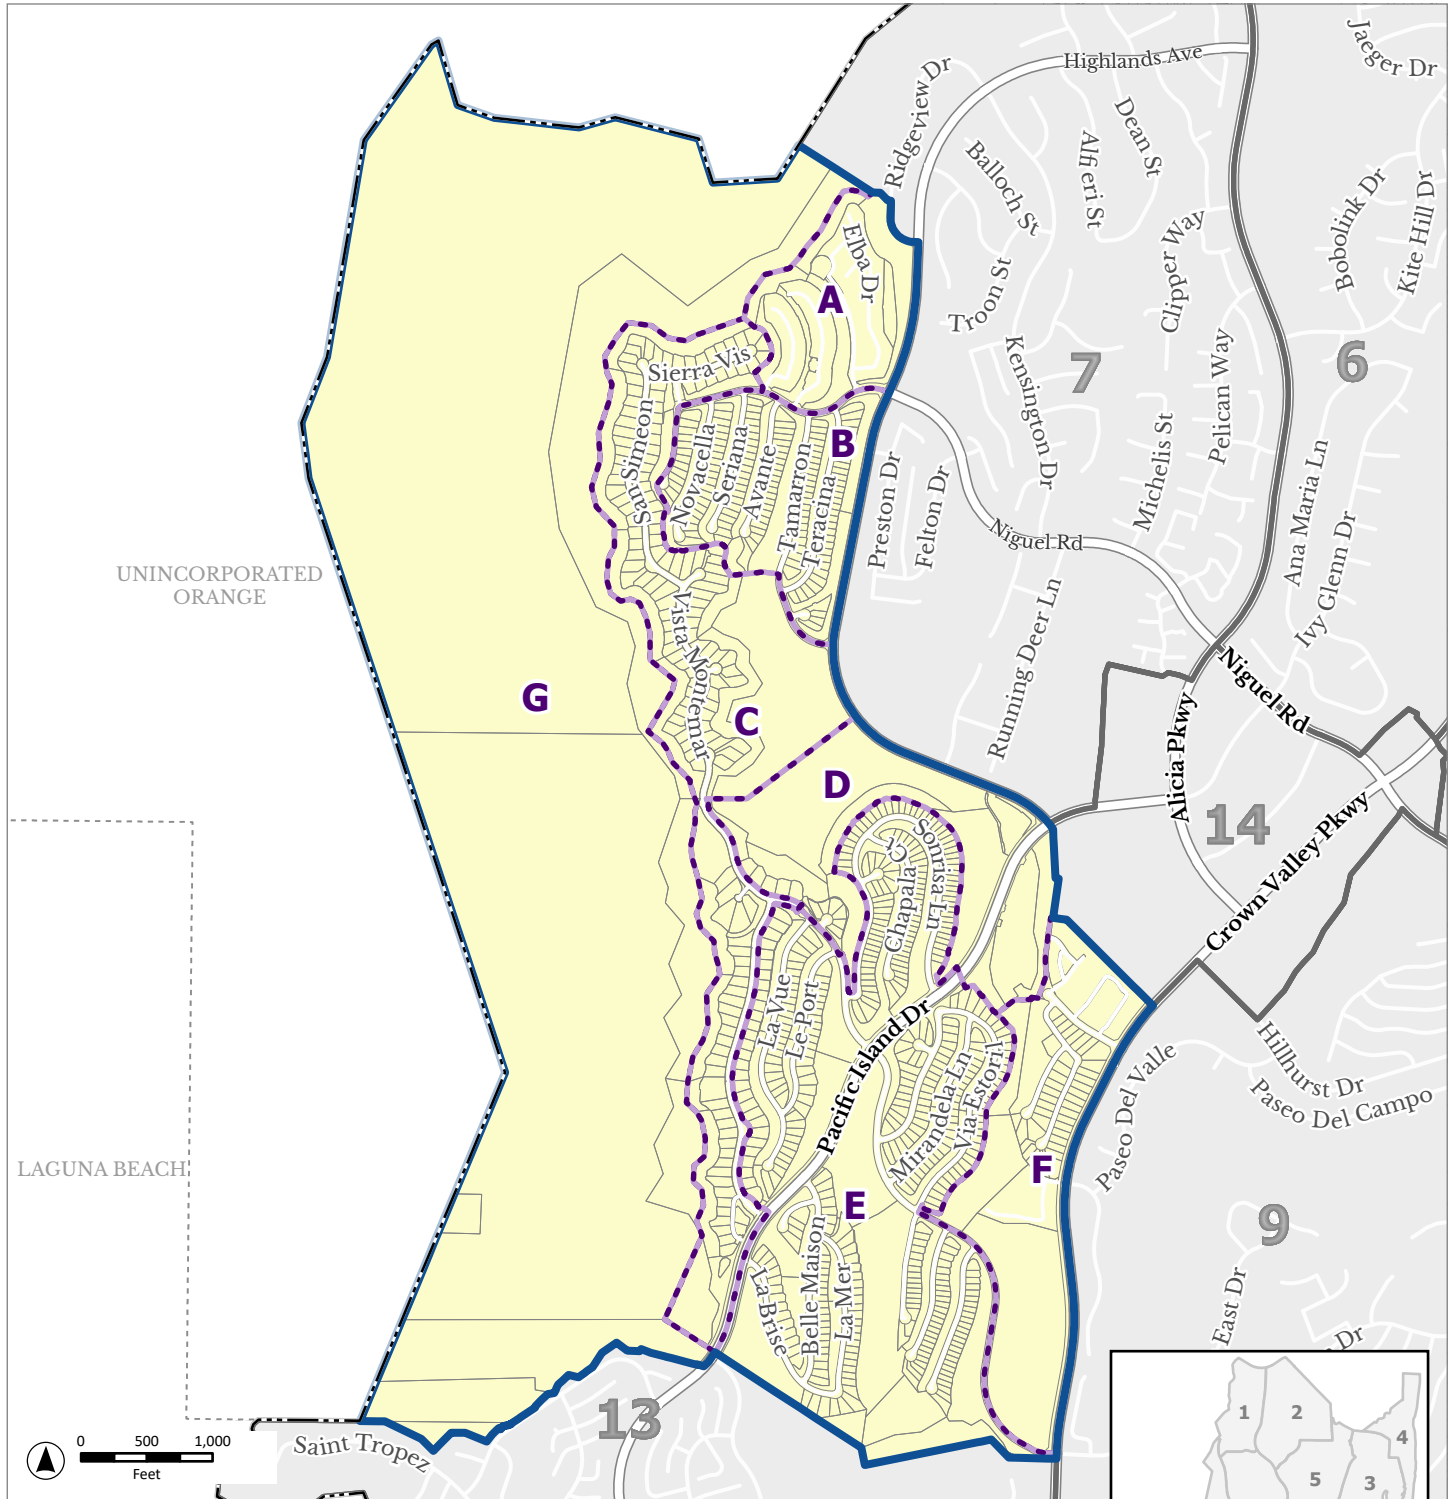 Jaeger Dr
Highlands Ave
Ridgeview Dr
Dean St
Alfieri St
Balloch St
Bobolink Dr
Kite Hill Dr
Clipper Way
Elba Dr
Troon St
A
7
6
Kensington Dr
Pelican Way
Sierra Vis
San Simeon
Novacella
Seriana
Avante
Tamarron
Teracina
B
Michelis St
Preston Dr
Felton Dr
Niguel Rd
Ana Maria Ln
Ivy Glenn Dr
UNINCORPORATED
ORANGE
Vista Montemar
Running Deer Ln
G
C
Niguel Rd
Alicia Pkwy
D
14
Crown Valley Pkwy
Sonrisa Ln
Chapala
Ct
La Vue
Le Port
Pacific Island Dr
Mirandela Ln
Via Estoril
Hillhurst Dr
Paseo Del Campo
Paseo Del Valle
LAGUNA BEACH
F
E
9
La Brise
Belle Maison
La Mer
East Dr
Dr
13
Saint Tropez
0 500 1,000
Feet
1
2
4
5
3